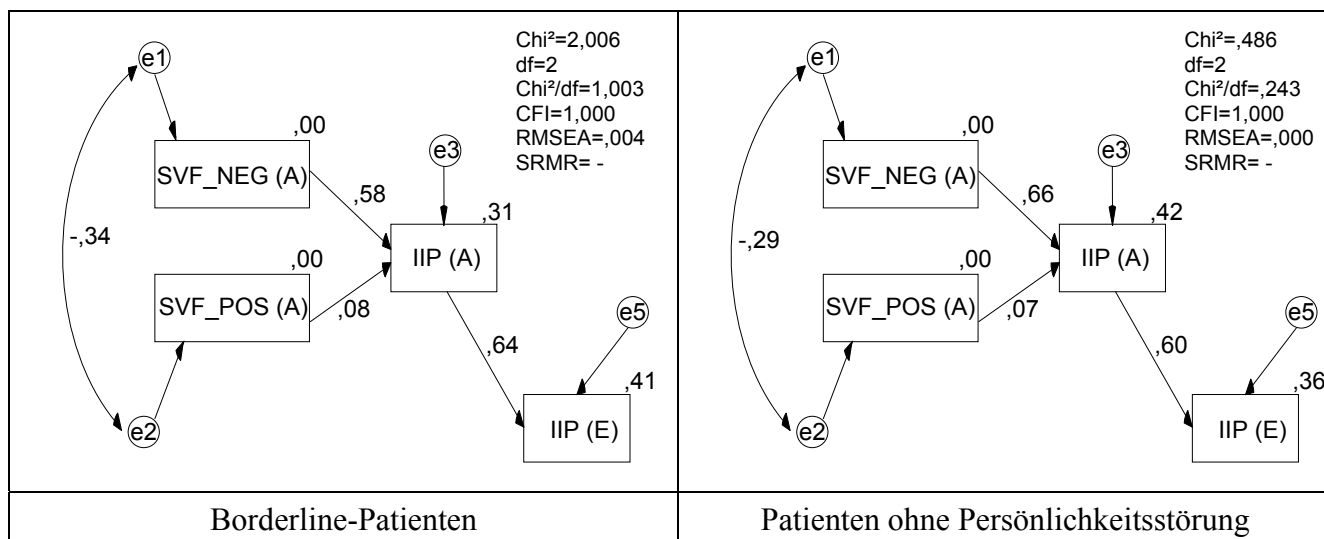 Chi²=2,006
df=2
Chi²/df=1,003
CFI=1,000
RMSEA=,004
SRMR= -
e1
,00
SVF_NEG (A)
e3
,58
,31
-,34
IIP (A)
,00
SVF_POS (A)
,08
e5
,64
,41
e2
IIP (E)
Borderline-Patienten
Chi²=,486
df=2
Chi²/df=,243
CFI=1,000
RMSEA=,000
SRMR= -
e1
,00
SVF_NEG (A)
e3
,66
,42
-,29
IIP (A)
,00
SVF_POS (A)
,07
e5
,60
,36
e2
IIP (E)
Patienten ohne Persönlichkeitsstörung